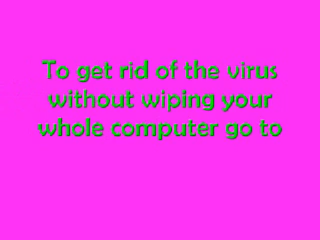 To get rid of the virus
without wiping your
whole computer go to